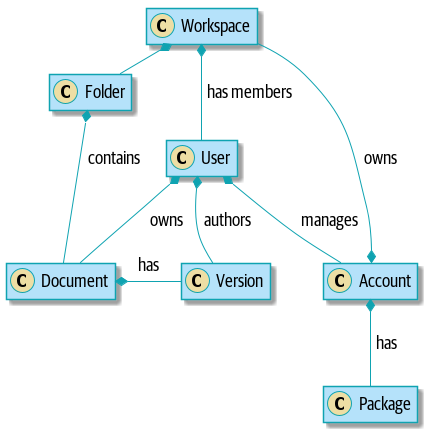 C Workspace
C Folder
has members
contains
C User
owns
owns
authors
manages
has
C Document
C Version
C Account
has
C Package